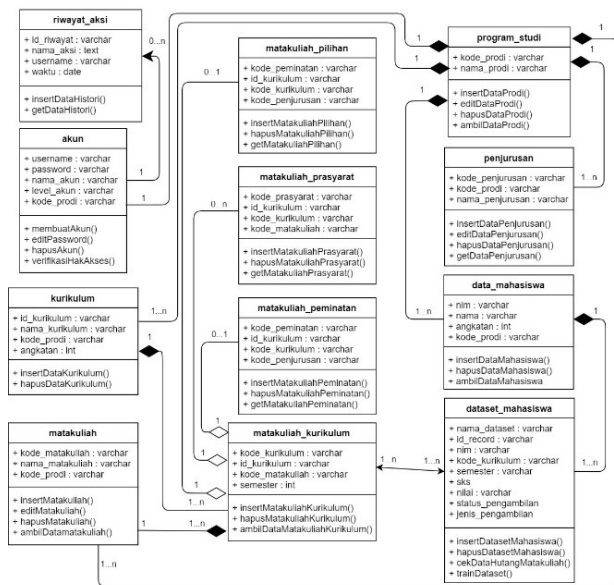 riwayat_aksi
+ id_riwayat : varchar
+ nama_aksi : text
+ username : varchar
+ waktu : date
+ insertDataHistori()
+ getDataHistori()
0...n
akun
+ username : varchar
+ password : varchar
+ nama_akun : varchar
+ level_akun : varchar
+ kode_prodi : varchar
+ membuatAkun()
+ editPassword()
+ hapusAkun()
+ verifikasiHakAkses()
1
1
kurikulum
+ id_kurikulum : varchar
+ nama_kurikulum : varchar
+ kode_prodi : varchar
+ angkatan : int
+ insertDataKurikulum()
+ hapusDataKurikulum()
1...n
1
matakuliah
+ kode_matakuliah : varchar
+ nama_matakuliah : varchar
+ kode_prodi : varchar
+ insertMatakuliah()
+ editMatakuliah()
+ hapusMatakuliah()
+ ambilDatamatakuliah()
1
1...n
1...n
1...n
matakuliah_pilihan
+ kode_peminatan : varchar
+ id_kurikulum : varchar
+ kode_kurikulum : varchar
+ kode_penjurusan : varchar
+ insertMatakuliahPilihan()
+ hapusMatakuliahPilihan()
+ getMatakuliahPilihan()
0...1
matakuliah_prasyarat
+ kode_prasyarat : varchar
+ id_kurikulum : varchar
+ kode_kurikulum : varchar
+ kode_matakuliah : varchar
+ insertMatakuliahPrasyarat()
+ hapusMatakuliahPrasyarat()
+ getMatakuliahPrasyarat()
0...n
matakuliah_peminatan
+ kode_peminatan : varchar
+ id_kurikulum : varchar
+ kode_kurikulum : varchar
+ kode_penjurusan : varchar
+ insertMatakuliahPeminatan()
+ hapusMatakuliahPeminatan()
+ getMatakuliahPeminatan()
0...1
1
1
1
matakuliah_kurikulum
+ kode_kurikulum : varchar
+ id_kurikulum : varchar
+ kode_matakuliah : varchar
+ semester : int
+ insertMatakuliahKurikulum()
+ hapusMatakuliahKurikulum()
+ ambilDataMatakuliahKurikulum()
1...n
1...n
program_studi
+ kode_prodi : varchar
+ nama_prodi : varchar
+ insertDataProdi()
+ editDataProdi()
+ hapusDataProdi()
+ ambilDataProdi()
1
1
1
1
1
penjurusan
+ kode_penjurusan : varchar
+ kode_prodi : varchar
+ nama_penjurusan : varchar
+ insertDataPenjurusan()
+ editDataPenjurusan()
+ hapusDataPenjurusan()
+ getDataPenjurusan()
1...n
data_mahasiswa
+ nim : varchar
+ nama : varchar
+ angkatan : int
+ kode_prodi : varchar
+ insertDataMahasiswa()
+ hapusDataMahasiswa()
+ ambilDataMahasiswa
1...n
1
dataset_mahasiswa
+ nama_dataset : varchar
+ id_record : varchar
+ nim : varchar
+ kode_kurikulum : varchar
+ semester : varchar
+ sks
+ nilai : varchar
+ status_pengambilan
+ jenis_pengambilan
+ insertDatasetMahasiswa()
+ hapusDatasetMahasiswa()
+ cekDataHutangMatakuliah()
+ trainDataset()
1...n